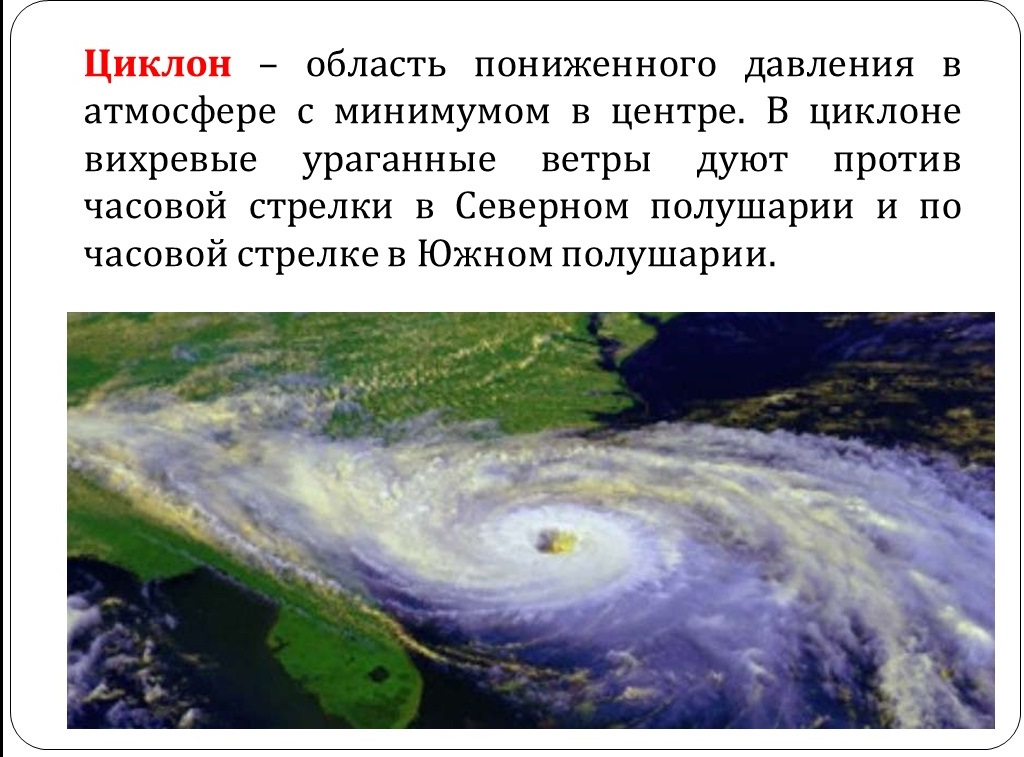 Циклон – область пониженного давления в
атмосфере с минимумом в центре. В циклоне
вихревые ураганные ветры дуют против
часовой стрелки в Северном полушарии и по
часовой стрелке в Южном полушарии.